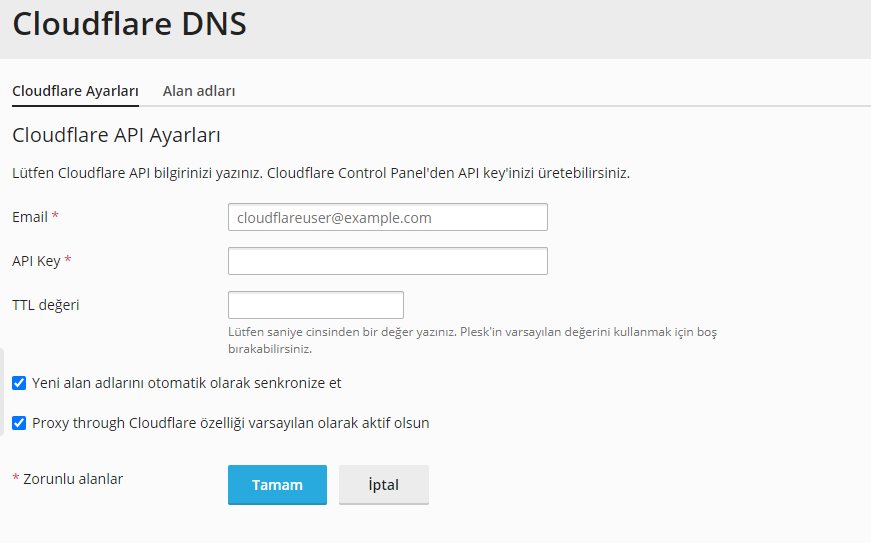 Cloudflare DNS
Cloudflare Ayarları Alan adları
Cloudflare API Ayarları
Lütfen Cloudflare API bilgirinizi yazınız. Cloudflare Control Panel'den API key'inizi üretebilirsiniz.
Email * cloudflareuser@example.com
API Key *
TTL değeri
Lütfen saniye cinsinden bir değer yazınız. Plesk'in varsayılan değerini kullanmak için boş
bırakabilirsiniz.
Yeni alan adlarını otomatik olarak senkronize et
Proxy through Cloudflare özelliği varsayılan olarak aktif olsun
* Zorunlu alanlar Tamam İptal